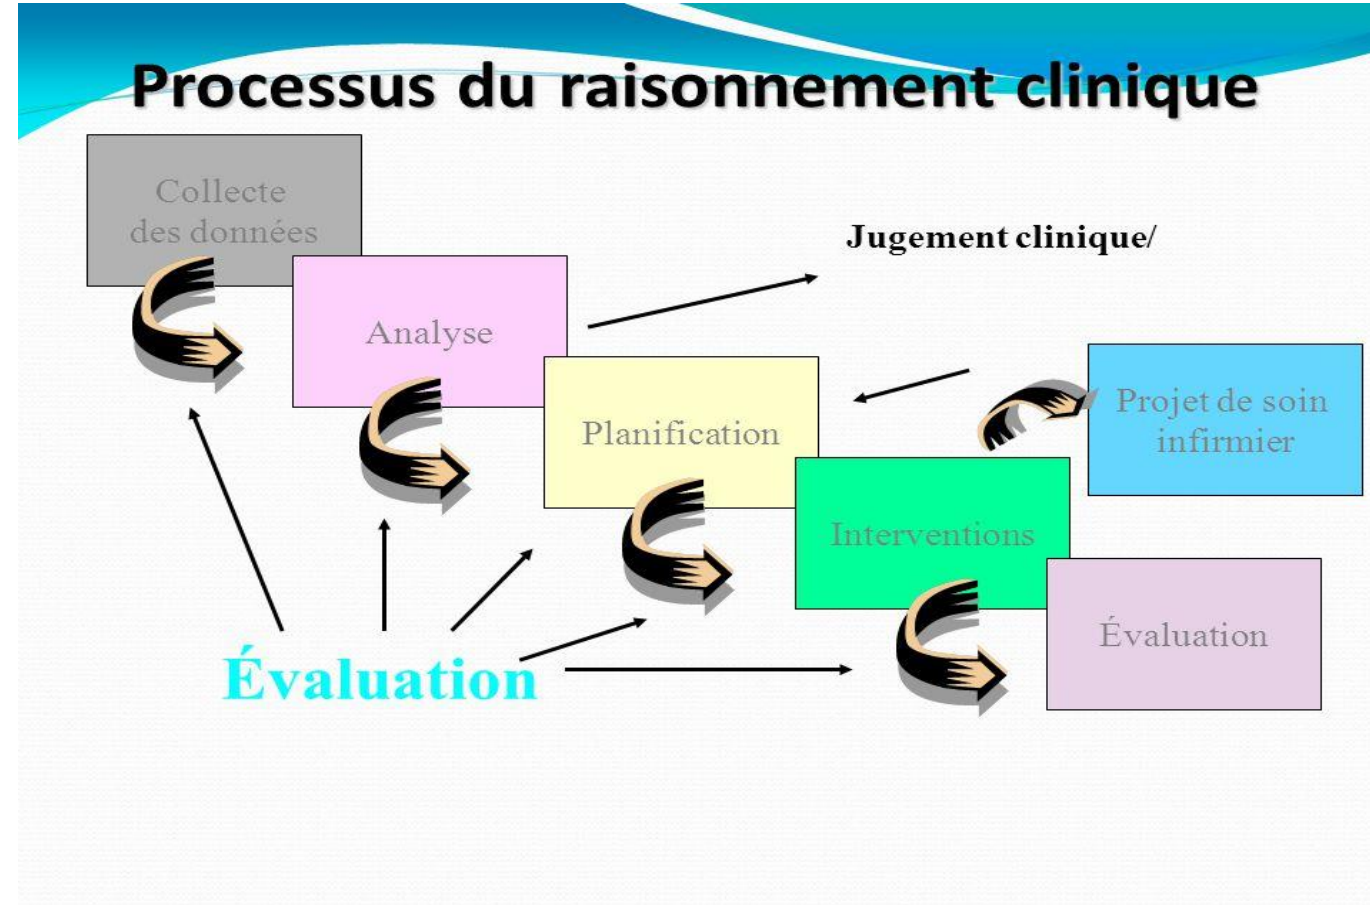 Processus du raisonnement clinique
Collecte
des données
Jugement clinique/
Analyse
Projet de soin
infirmier
Planification
Interventions
Évaluation
Évaluation